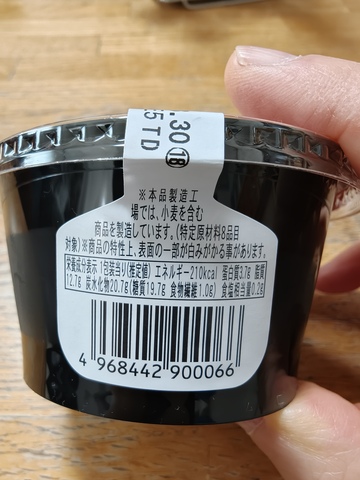 .30 1B
5 TD
※本品製造工
場では、小麦を含む
商品を製造しています。(特定原材料8品目
対象)※商品の特性上、表面の一部が白みがかる事があります。
栄養成分表示 1包装当り(推定値) エネルギー210kcal 蛋白質3.7g 脂質
12.7g 炭水化物20.7g(糖質19.7g 食物繊維1.0g) 食塩相当量0.2g
4 968442 900066